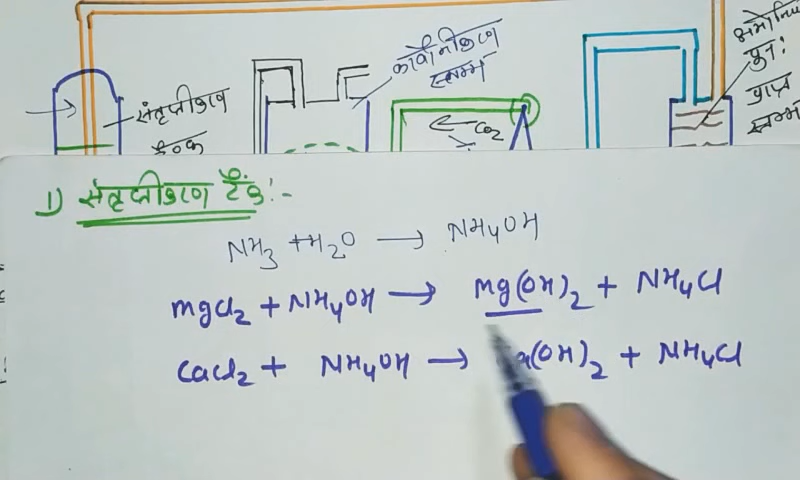 संतृप्तीकरण
टैंक
कार्बोनीकरण
स्तम्भ
CO2
अमोनिया
पुनः
प्राप्त
स्तम्भ
1) संतृप्तीकरण टैंक:-
NH3 + H2O → NH4OH
MgCl2 + NH4OH → Mg(OH)2 + NH4Cl
CaCl2 + NH4OH → Ca(OH)2 + NH4Cl